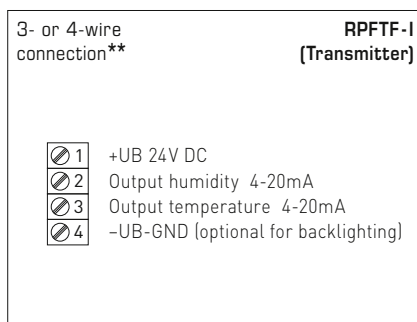 3- or 4-wire
connection**
RPFTF-I
(Transmitter)
1 +UB 24V DC
2 Output humidity 4-20mA
3 Output temperature 4-20mA
4 –UB-GND (optional for backlighting)